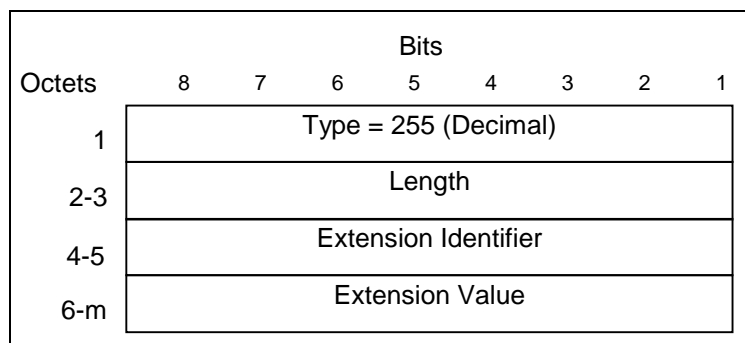 Bits
Octets 8 7 6 5 4 3 2 1
1 Type = 255 (Decimal)
2-3 Length
4-5 Extension Identifier
6-m Extension Value